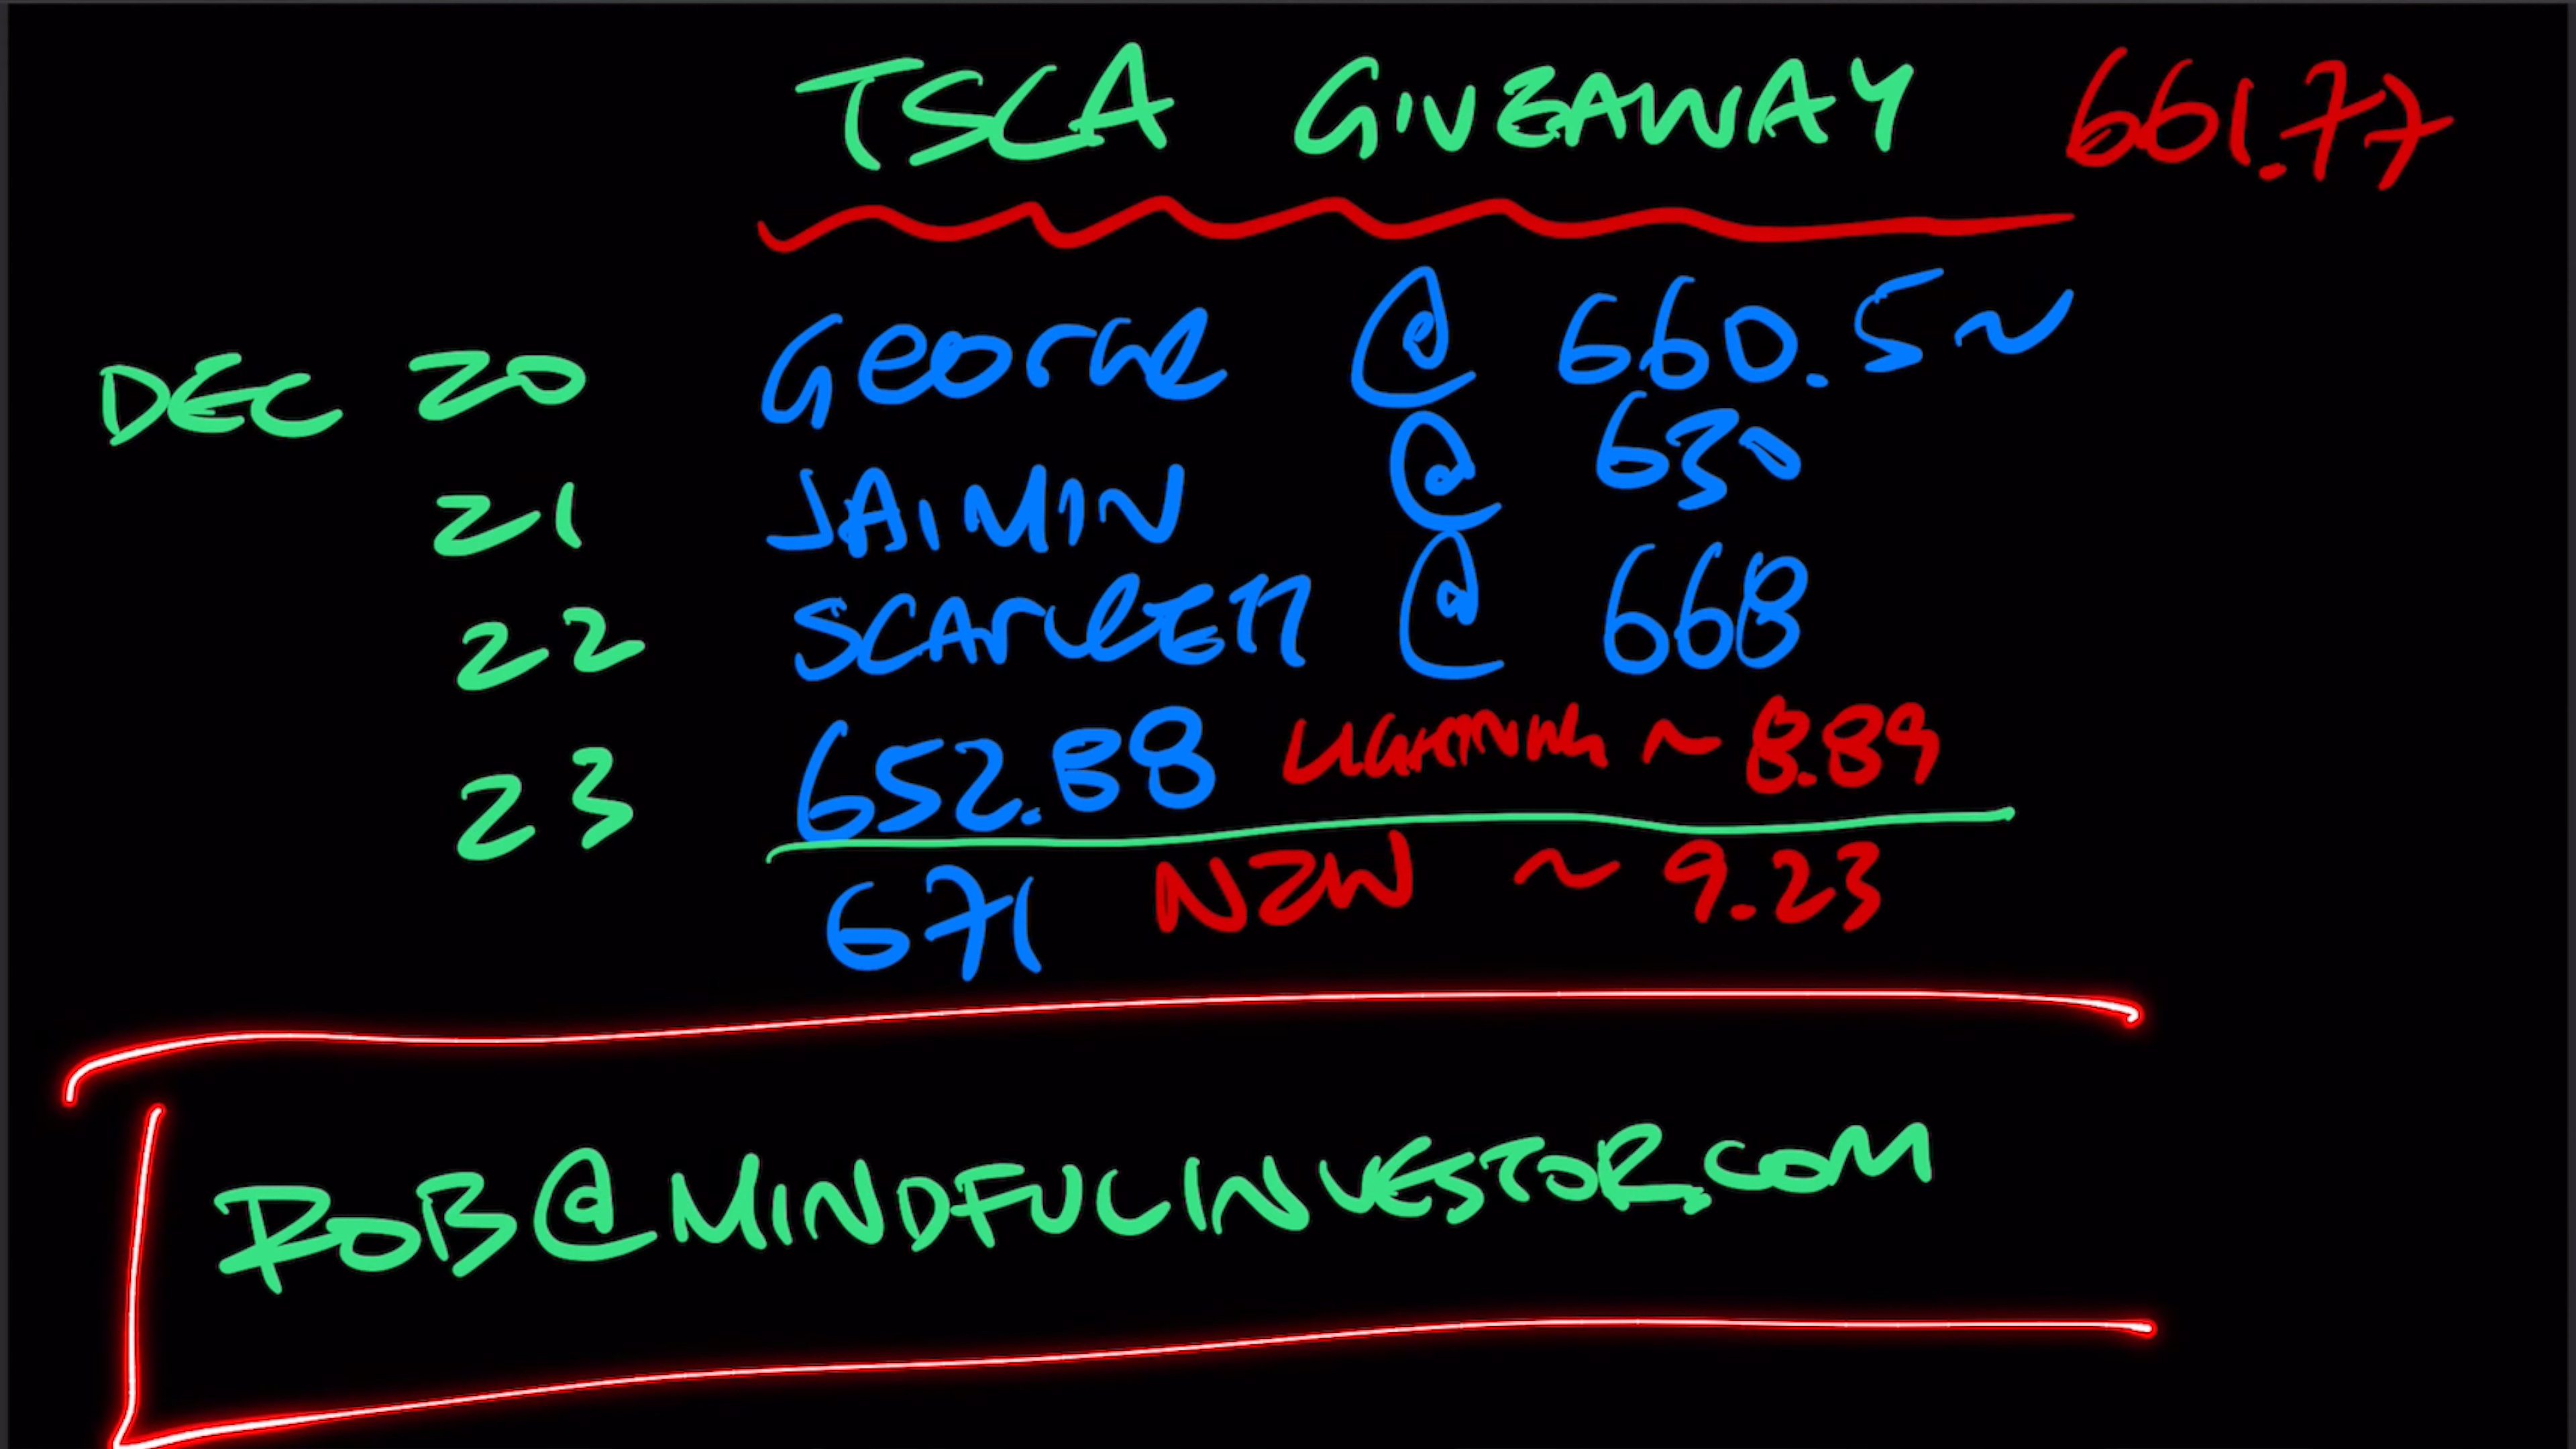 TSLA GIVEAWAY 661.77
DEC 20 GEORGE @ 660.5~
21 JAIMIN @ 630
22 SCARLETT @ 668
23 652.88 LIGHTNING ~ 8.89
671 NZW ~ 9.23
ROB@MINDFULINVESTOR.COM